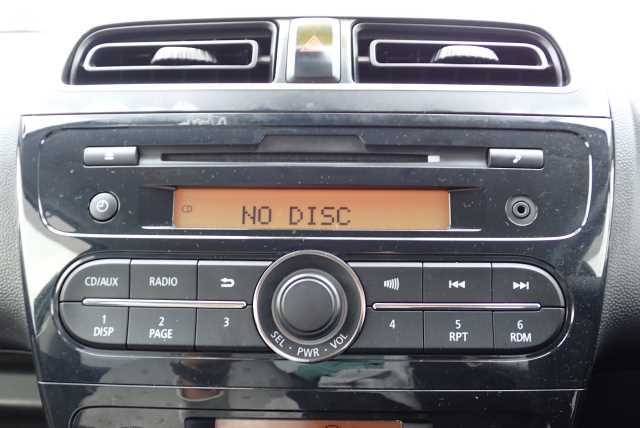 CD NO DISC
CD/AUX RADIO
1 2 3 4 5 6
DISP PAGE RPT RDM
SEL · PWR · VOL